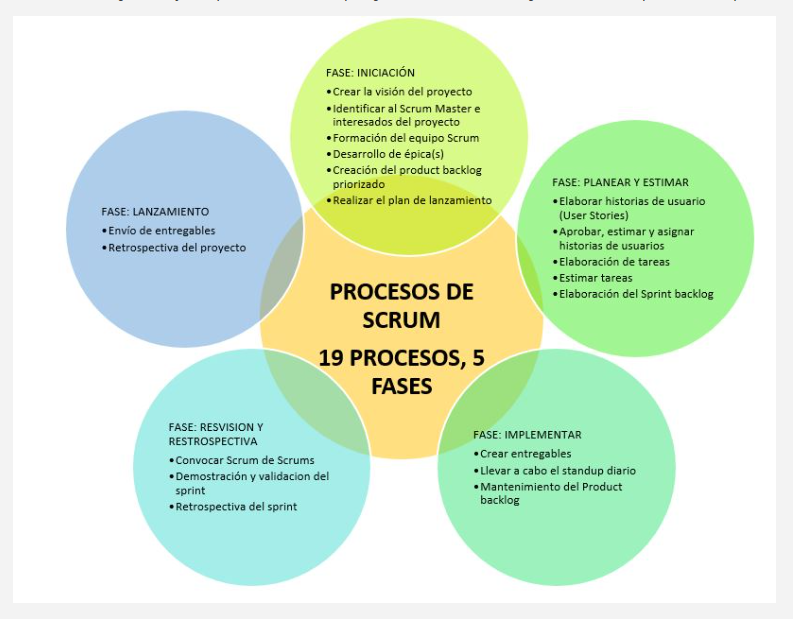 FASE: INICIACIÓN
•Crear la visión del proyecto
•Identificar al Scrum Master e
interesados del proyecto
•Formación del equipo Scrum
•Desarrollo de épica(s)
•Creación del product backlog
priorizado
•Realizar el plan de lanzamiento
FASE: PLANEAR Y ESTIMAR
•Elaborar historias de usuario
(User Stories)
•Aprobar, estimar y asignar
historias de usuarios
•Elaboración de tareas
•Estimar tareas
•Elaboración del Sprint backlog
FASE: IMPLEMENTAR
•Crear entregables
•Llevar a cabo el standup diario
•Mantenimiento del Product
backlog
FASE: RESVISION Y
RESTROSPECTIVA
•Convocar Scrum de Scrums
•Demostración y validacion del
sprint
•Retrospectiva del sprint
FASE: LANZAMIENTO
•Envío de entregables
•Retrospectiva del proyecto
PROCESOS DE
SCRUM
19 PROCESOS, 5
FASES